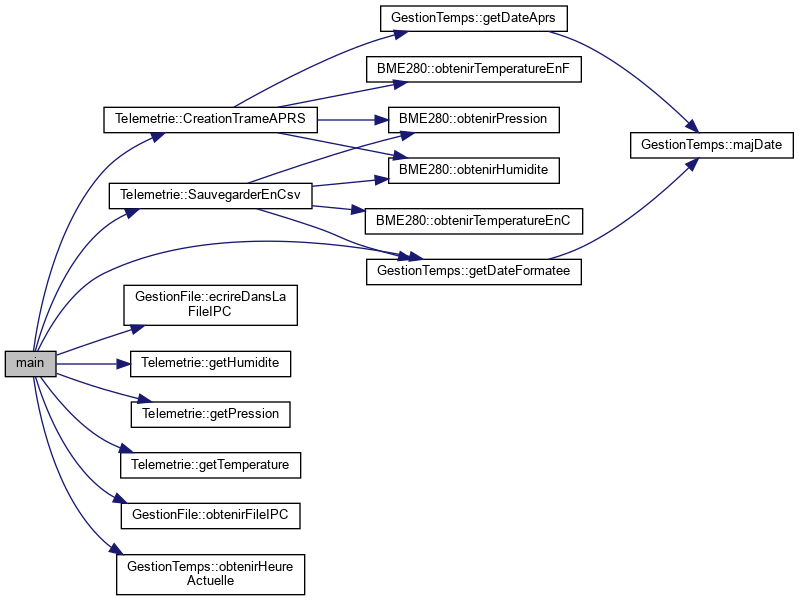 GestionTemps::getDateAprs
BME280::obtenirTemperatureEnF
Telemetrie::CreationTrameAPRS
BME280::obtenirPression
GestionTemps::majDate
BME280::obtenirHumidite
Telemetrie::SauvegarderEnCsv
BME280::obtenirTemperatureEnC
GestionTemps::getDateFormatee
GestionFile::ecrireDansLa
FileIPC
main
Telemetrie::getHumidite
Telemetrie::getPression
Telemetrie::getTemperature
GestionFile::obtenirFileIPC
GestionTemps::obtenirHeure
Actuelle